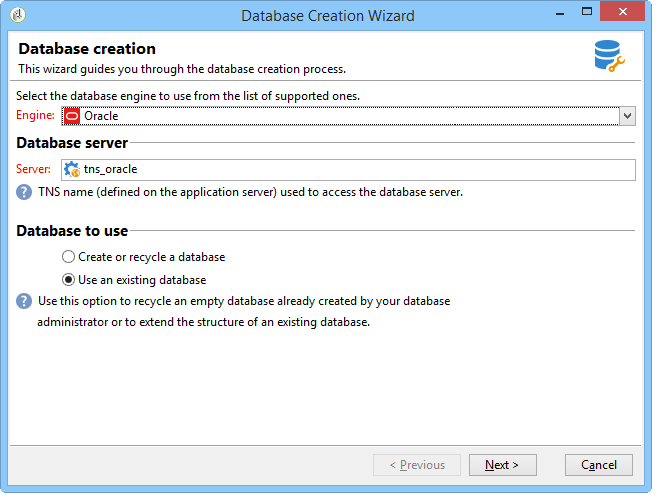 Database Creation Wizard
Database creation
This wizard guides you through the database creation process.
Select the database engine to use from the list of supported ones.
Engine: Oracle
Database server
Server: tns_oracle
? TNS name (defined on the application server) used to access the database server.
Database to use
Create or recycle a database
Use an existing database
? Use this option to recycle an empty database already created by your database
administrator or to extend the structure of an existing database.
< Previous Next > Cancel